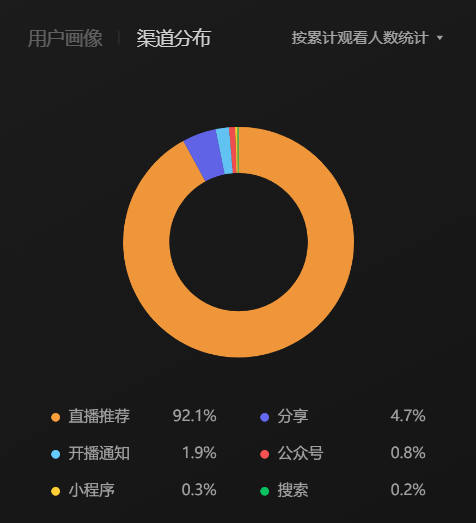 用户画像 渠道分布 按累计观看人数统计
直播推荐 92.1% 分享 4.7%
开播通知 1.9% 公众号 0.8%
小程序 0.3% 搜索 0.2%